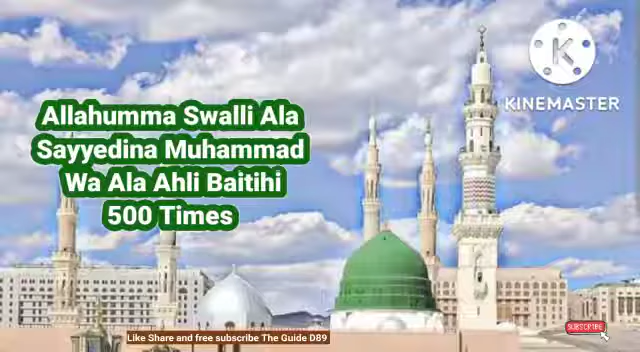 Allahumma Swalli Ala
Sayyedina Muhammad
Wa Ala Ahli Baitihi
500 Times
KINEMASTER
Like Share and free subscribe The Guide D89